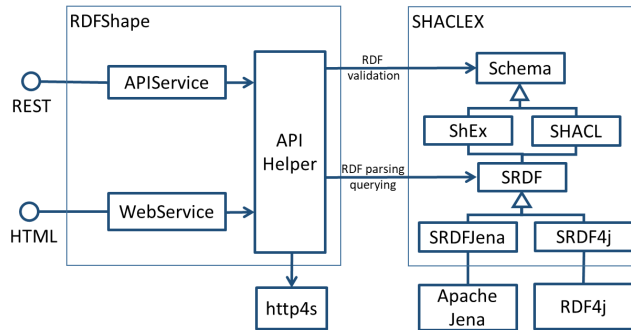 RDFShape
SHACLEX
REST
APIService
API
Helper
RDF
validation
Schema
ShEx
SHACL
HTML
WebService
RDF parsing
querying
SRDF
SRDFJena
SRDF4j
http4s
Apache
Jena
RDF4j